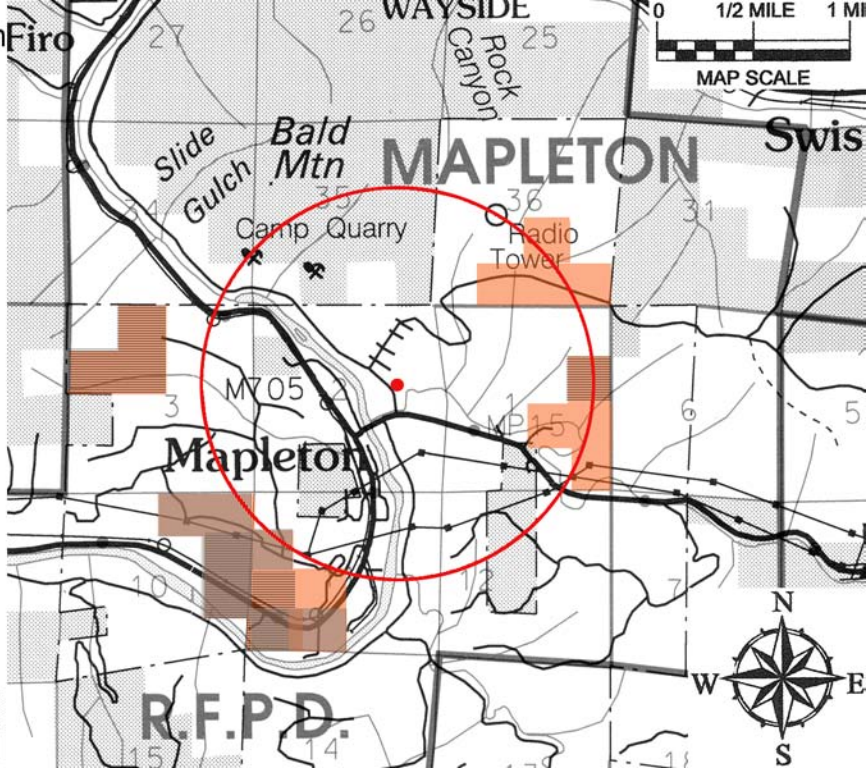 WAYSIDE
0 1/2 MILE 1 MI
MAP SCALE
Firo
27
26
25
Rock
Canyon
Swis
Slide
Gulch
Bald
Mtn
MAPLETON
34
35
36
31
Camp Quarry
Radio
Tower
M705
3
2
1
MP15
6
5
Mapleton
10
12
7
N
W
E
S
R.F.P.D.
15
14